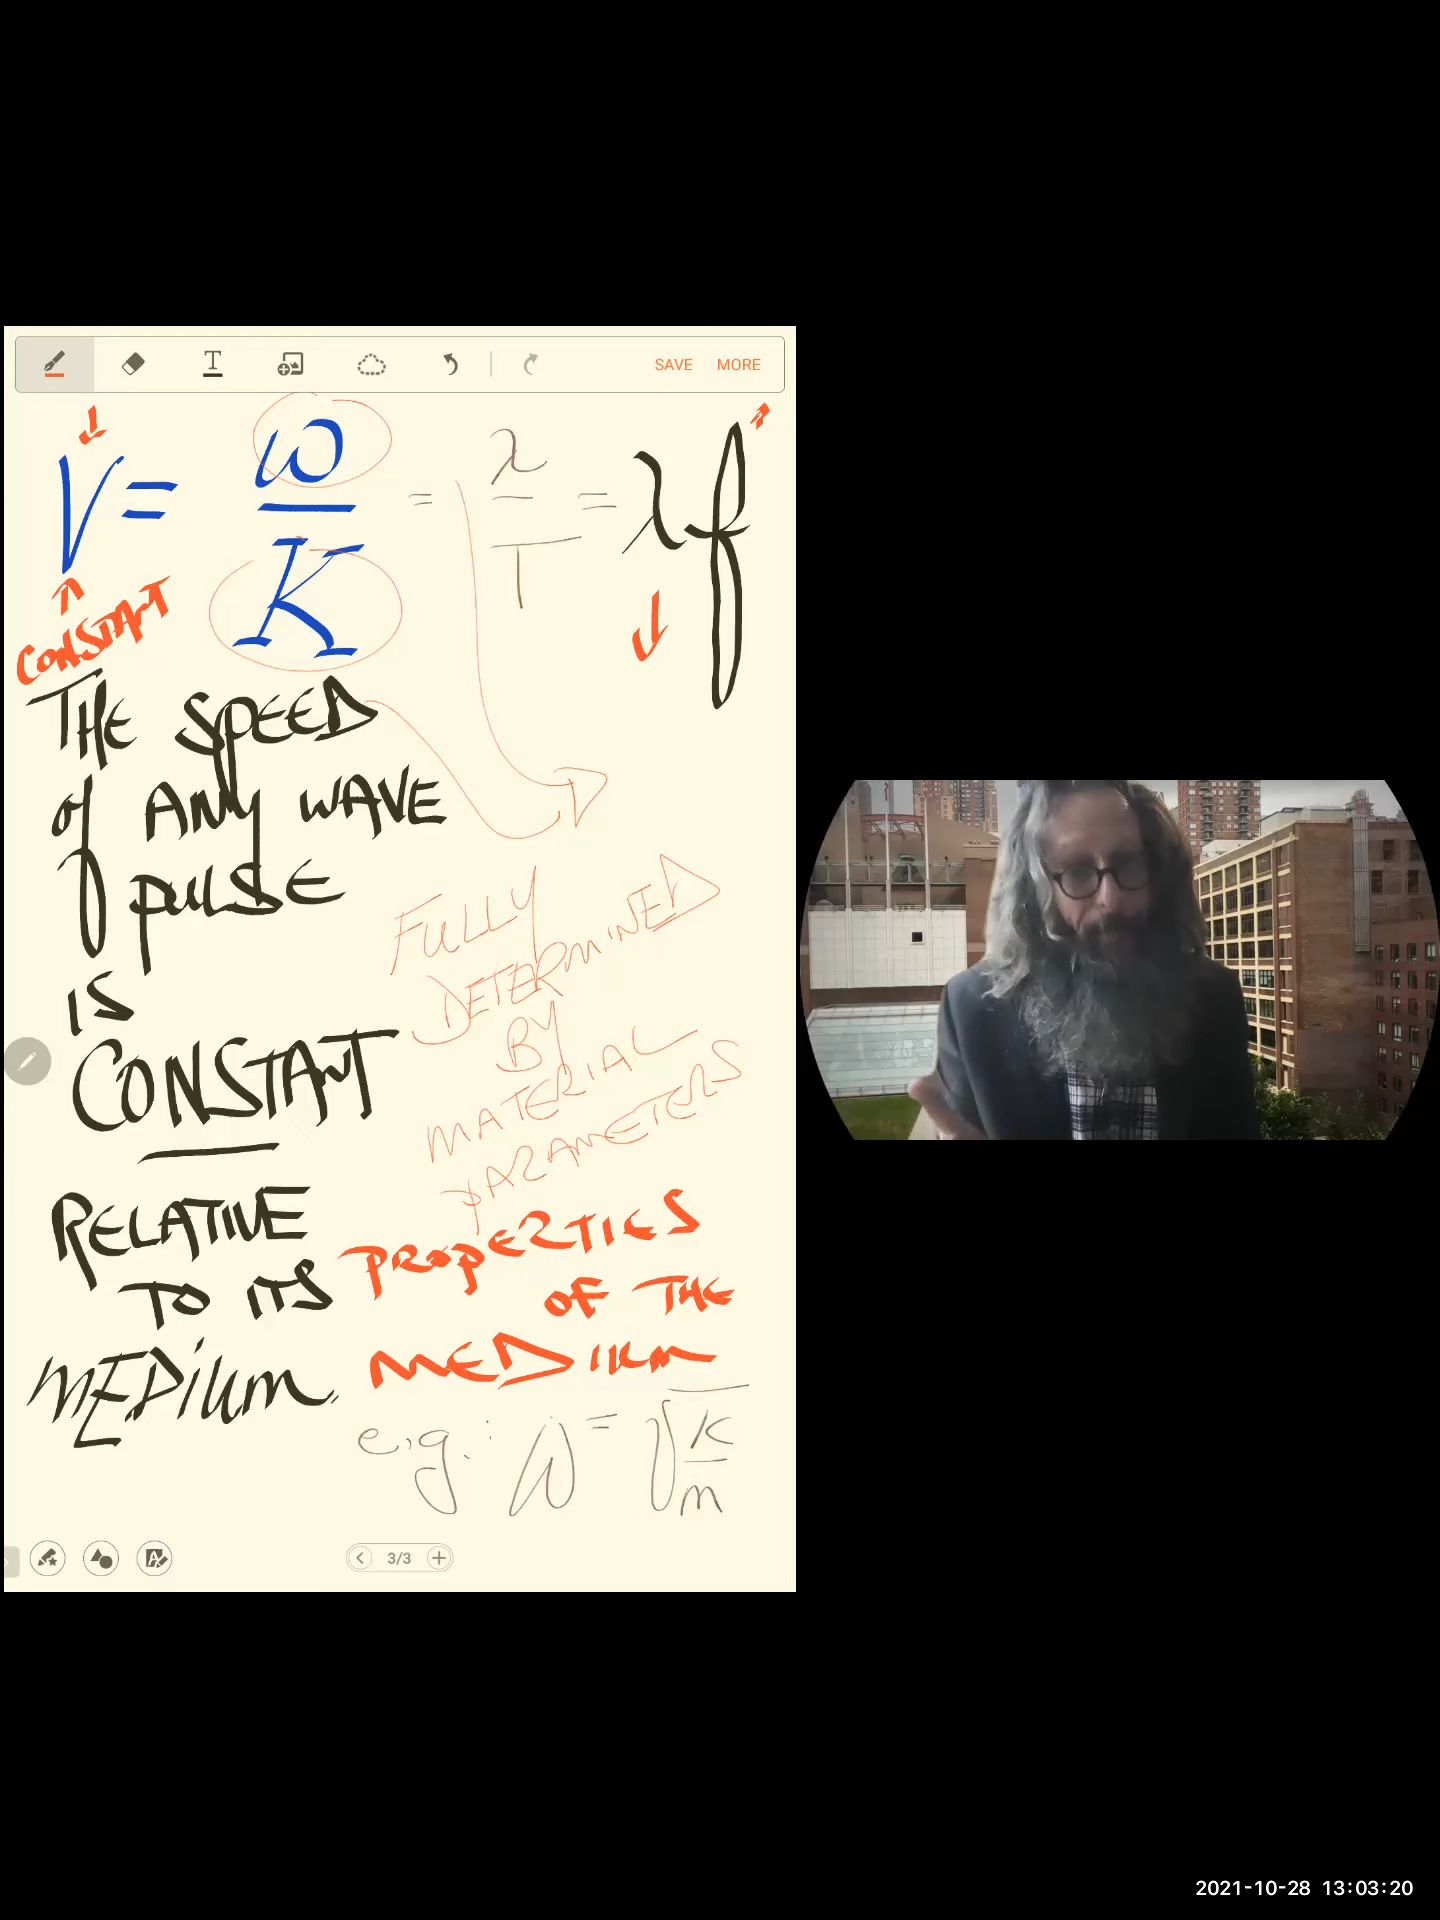 SAVE MORE
V = ω/K = λ/T = λf
CONSTANT
THE SPEED
of ANY WAVE
PULSE
IS
CONSTANT
RELATIVE
TO ITS
MEDIUM.
FULLY
DETERMINED
BY
MATERIAL
PARAMETERS
PROPERTIES
OF THE
MEDIUM
e.g.: ω = √K/m
3/3
2021-10-28 13:03:20